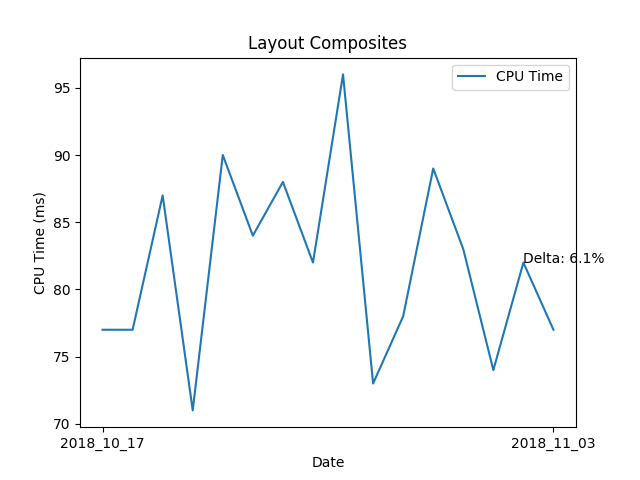 Layout Composites
CPU Time
95
90
85
80
75
70
CPU Time (ms)
Delta: 6.1%
2018_10_17
2018_11_03
Date